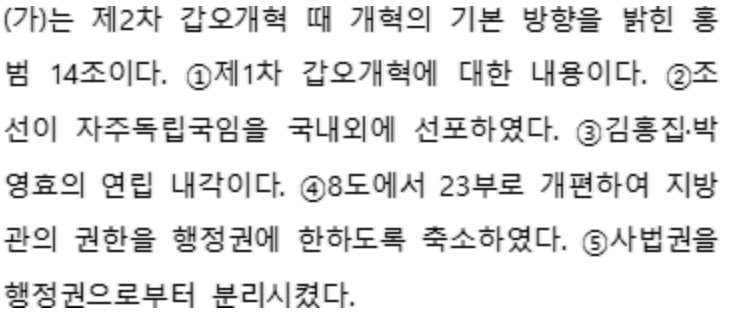 (가)는 제2차 갑오개혁 때 개혁의 기본 방향을 밝힌 홍
범 14조이다. ①제1차 갑오개혁에 대한 내용이다. ②조
선이 자주독립국임을 국내외에 선포하였다. ③김홍집·박
영효의 연립 내각이다. ④8도에서 23부로 개편하여 지방
관의 권한을 행정권에 한하도록 축소하였다. ⑤사법권을
행정권으로부터 분리시켰다.